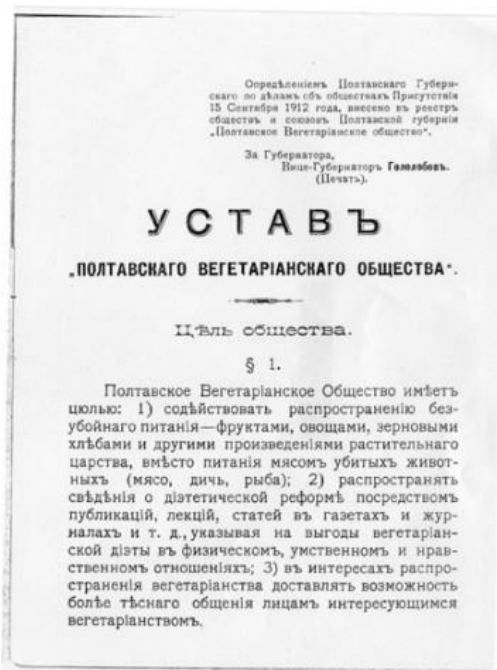 Опредѣленіемъ Полтавскаго Губерн-
скаго по дѣламъ объ обществахъ Присутствія
15 Сентября 1912 года, внесено въ реестръ
обществъ и союзовъ Полтавской губерніи
„Полтавское Вегетаріанское общество".
За Губернатора,
Вице-Губернаторъ Гололобовъ.
(Печать).
УСТАВЪ
„ПОЛТАВСКАГО ВЕГЕТАРІАНСКАГО ОБЩЕСТВА".
Цѣль общества.
§ 1.
Полтавское Вегетаріанское Общество имѣетъ
цѣлью: 1) содѣйствовать распространенію без-
убойнаго питанія—фруктами, овощами, зерновыми
хлѣбами и другими произведеніями растительнаго
царства, вмѣсто питанія мясомъ убитыхъ живот-
ныхъ (мясо, дичь, рыба); 2) распространять
свѣдѣнія о діэтетической реформѣ посредствомъ
публикацій, лекцій, статей въ газетахъ и жур-
налахъ и т. д., указывая на выгоды вегетаріан-
ской діэты въ физическомъ, умственномъ и нрав-
ственномъ отношеніяхъ; 3) въ интересахъ распро-
страненія вегетаріанства доставлять возможность
болѣе тѣснаго общенія лицамъ интересующимся
вегетаріанствомъ.